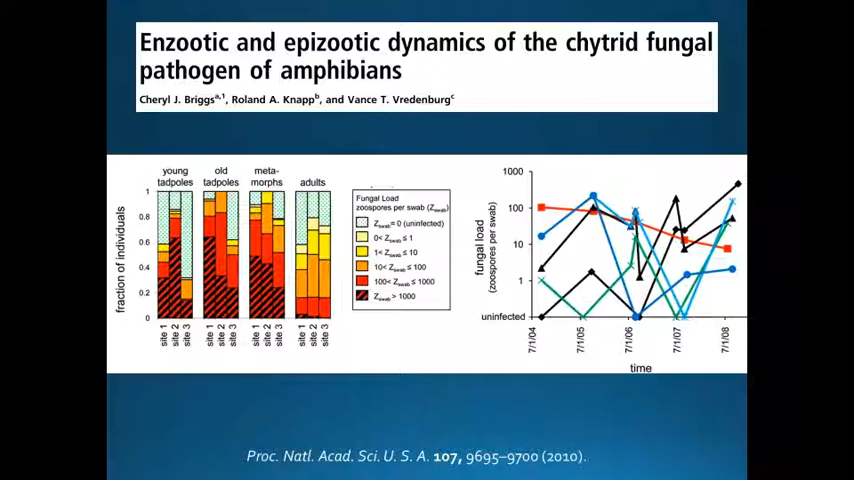 Enzootic and epizootic dynamics of the chytrid fungal
pathogen of amphibians
Cheryl J. Briggsa,1, Roland A. Knappb, and Vance T. Vredenburgc
young tadpoles
old tadpoles
meta-morphs
adults
fraction of individuals
1
0.8
0.6
0.4
0.2
0
site 1
site 2
site 3
site 1
site 2
site 3
site 1
site 2
site 3
site 1
site 2
site 3
Fungal Load
zoospores per swab (Zswab)
Zswab= 0 (uninfected)
0< Zswab ≤ 1
1< Zswab ≤ 10
10< Zswab ≤ 100
100< Zswab ≤ 1000
Zswab > 1000
fungal load
(zoospores per swab)
1000
100
10
1
uninfected
7/1/04
7/1/05
7/1/06
7/1/07
7/1/08
time
Proc. Natl. Acad. Sci. U. S. A. 107, 9695–9700 (2010).